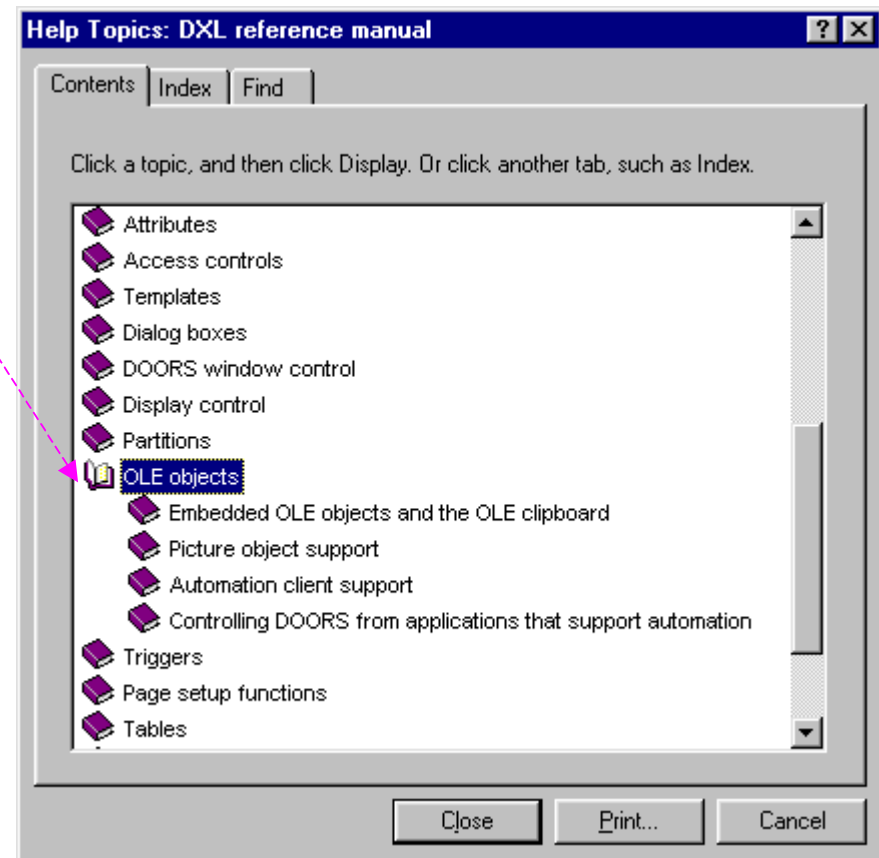 Help Topics: DXL reference manual
Contents Index Find
Click a topic, and then click Display. Or click another tab, such as Index.
Attributes
Access controls
Templates
Dialog boxes
DOORS window control
Display control
Partitions
OLE objects
Embedded OLE objects and the OLE clipboard
Picture object support
Automation client support
Controlling DOORS from applications that support automation
Triggers
Page setup functions
Tables
Close Print... Cancel